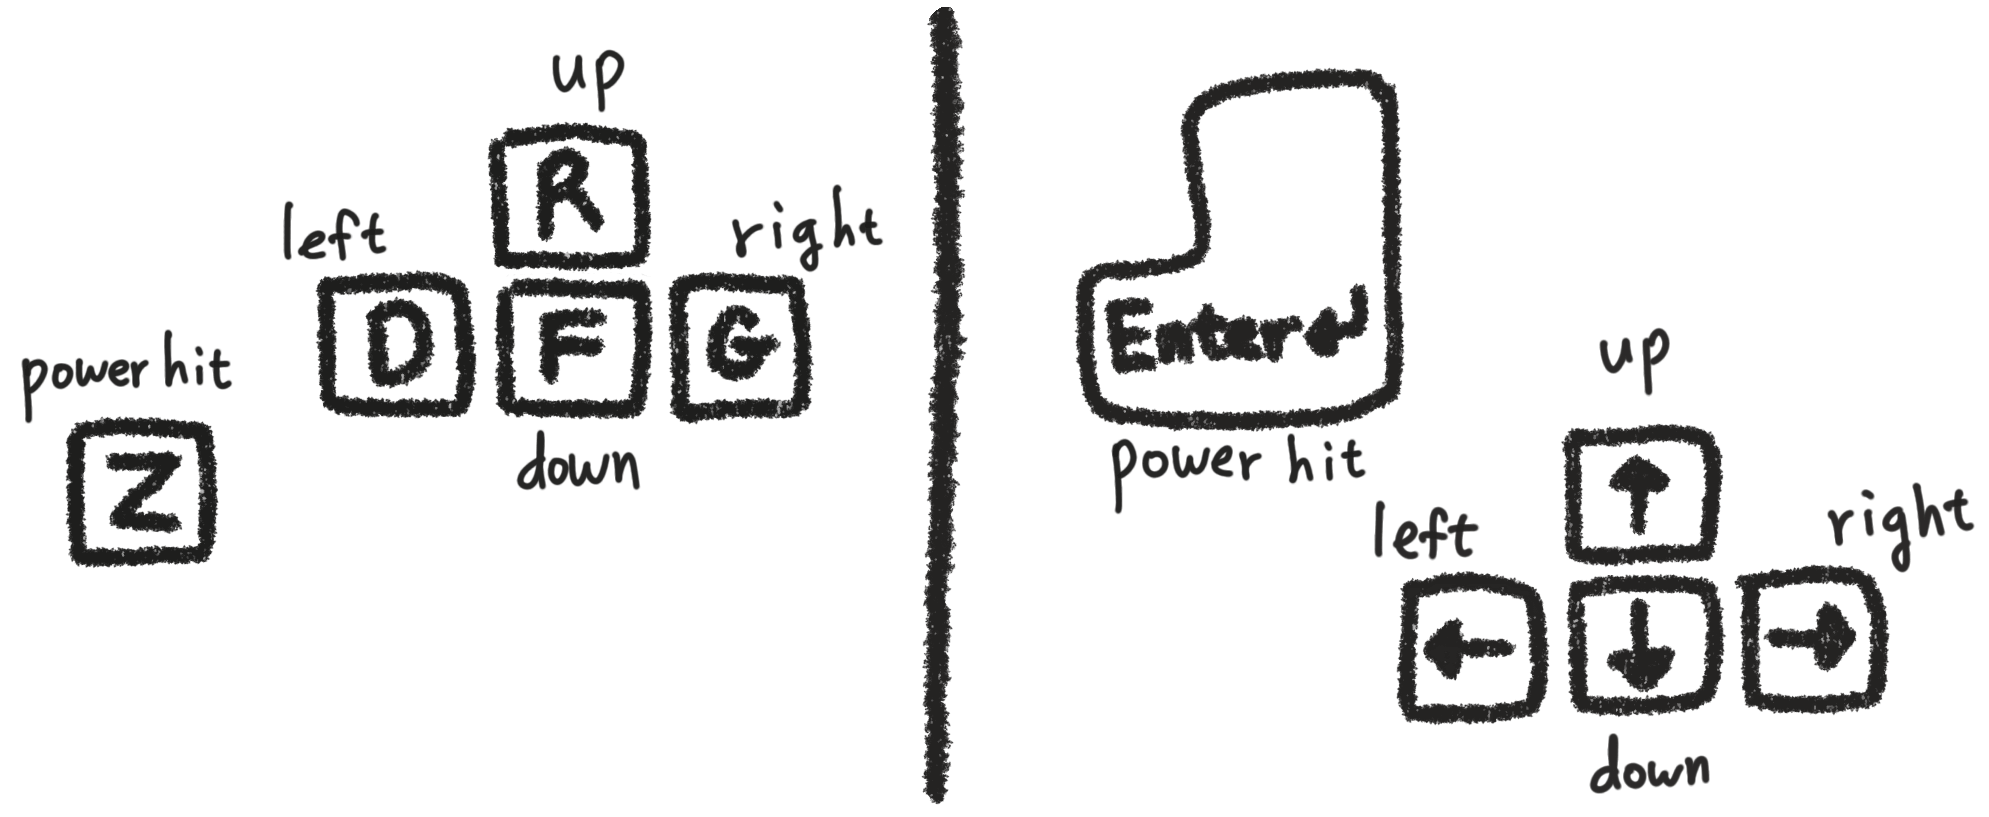 up
R
left
right
D F G
power hit
down
Z
Enter ↵
power hit
up
↑
left
right
← ↓ →
down